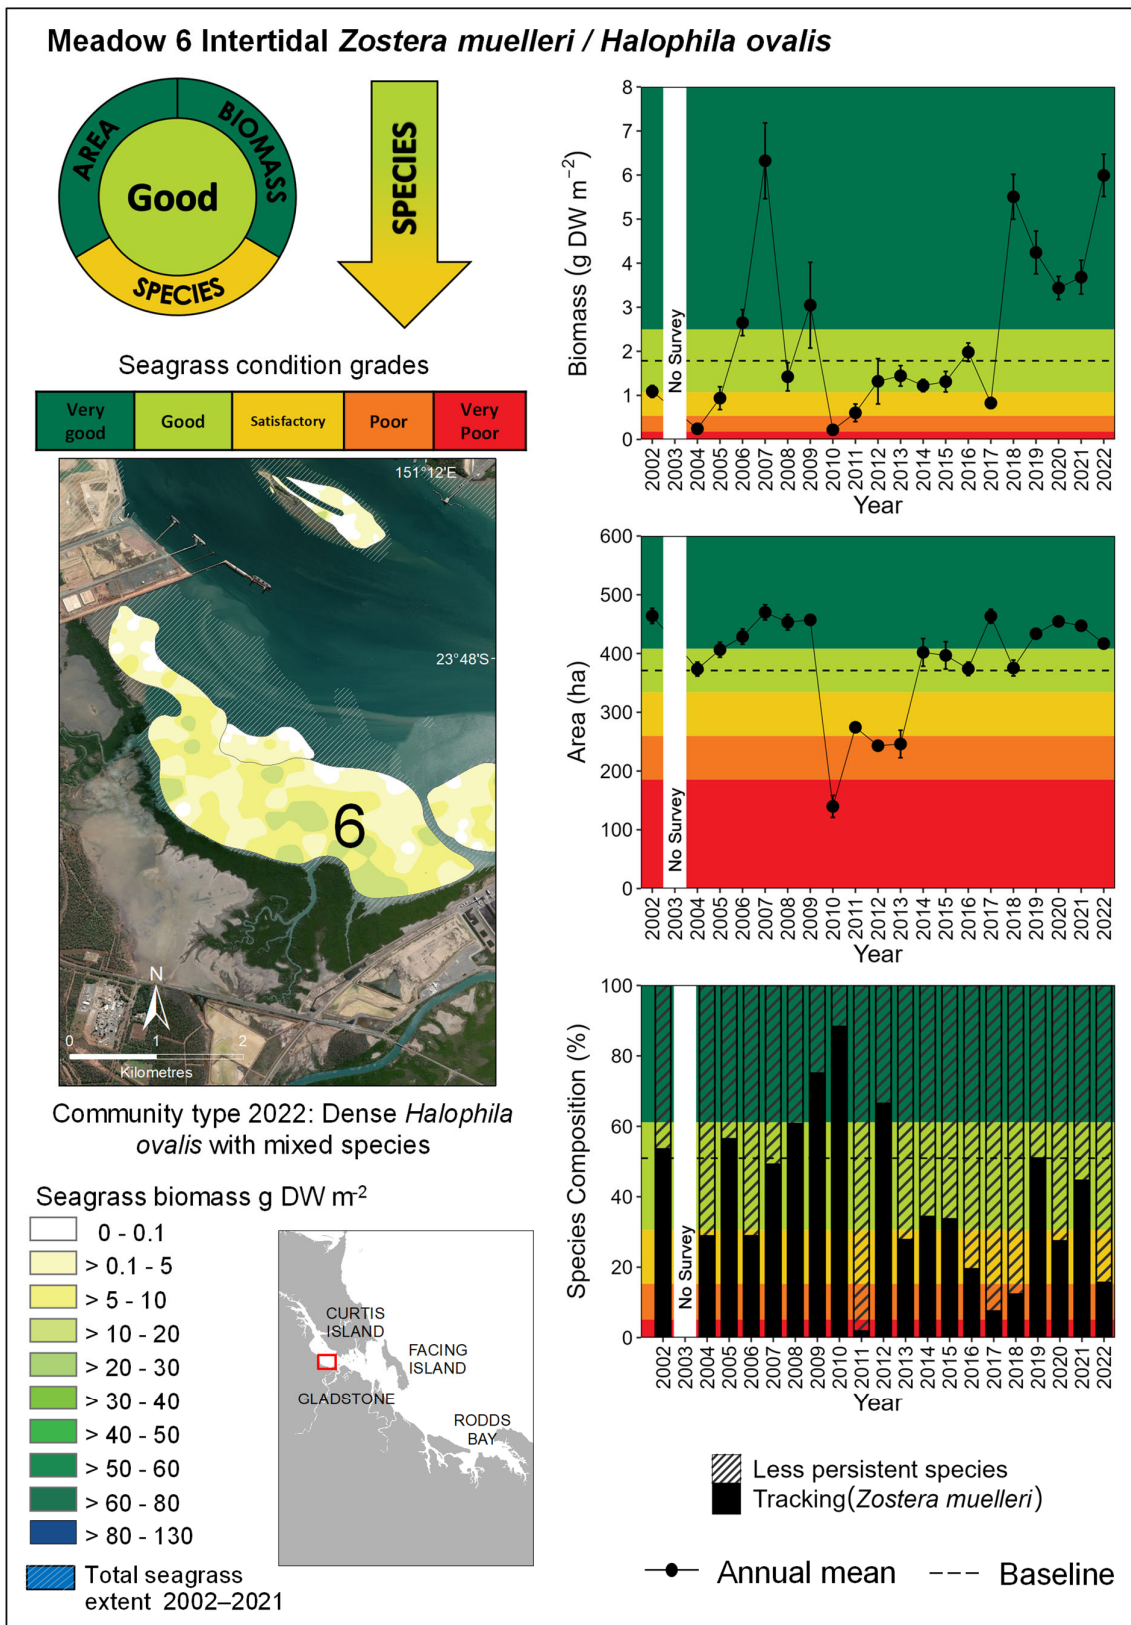 Meadow 6 Intertidal Zostera muelleri / Halophila ovalis
AREA
BIOMASS
Good
SPECIES
SPECIES
Seagrass condition grades
Very good
Good
Satisfactory
Poor
Very Poor
151°12'E
23°48'S
6
N
0 1 2
Kilometres
Community type 2022: Dense Halophila
ovalis with mixed species
Seagrass biomass g DW m-2
0 - 0.1
> 0.1 - 5
> 5 - 10
> 10 - 20
> 20 - 30
> 30 - 40
> 40 - 50
> 50 - 60
> 60 - 80
> 80 - 130
Total seagrass
extent 2002–2021
CURTIS
ISLAND
FACING
ISLAND
GLADSTONE
RODDS
BAY
Biomass (g DW m−2)
8
7
6
5
4
3
2
1
0
No Survey
2002 2003 2004 2005 2006 2007 2008 2009 2010 2011 2012 2013 2014 2015 2016 2017 2018 2019 2020 2021 2022
Year
Area (ha)
600
500
400
300
200
100
0
No Survey
2002 2003 2004 2005 2006 2007 2008 2009 2010 2011 2012 2013 2014 2015 2016 2017 2018 2019 2020 2021 2022
Year
Species Composition (%)
100
80
60
40
20
0
No Survey
2002 2003 2004 2005 2006 2007 2008 2009 2010 2011 2012 2013 2014 2015 2016 2017 2018 2019 2020 2021 2022
Year
Less persistent species
Tracking(Zostera muelleri)
Annual mean
Baseline